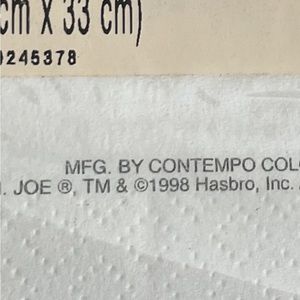 cm x 33 cm)
0245378
MFG. BY CONTEMPO COLO
. JOE ®, TM & ©1998 Hasbro, Inc.